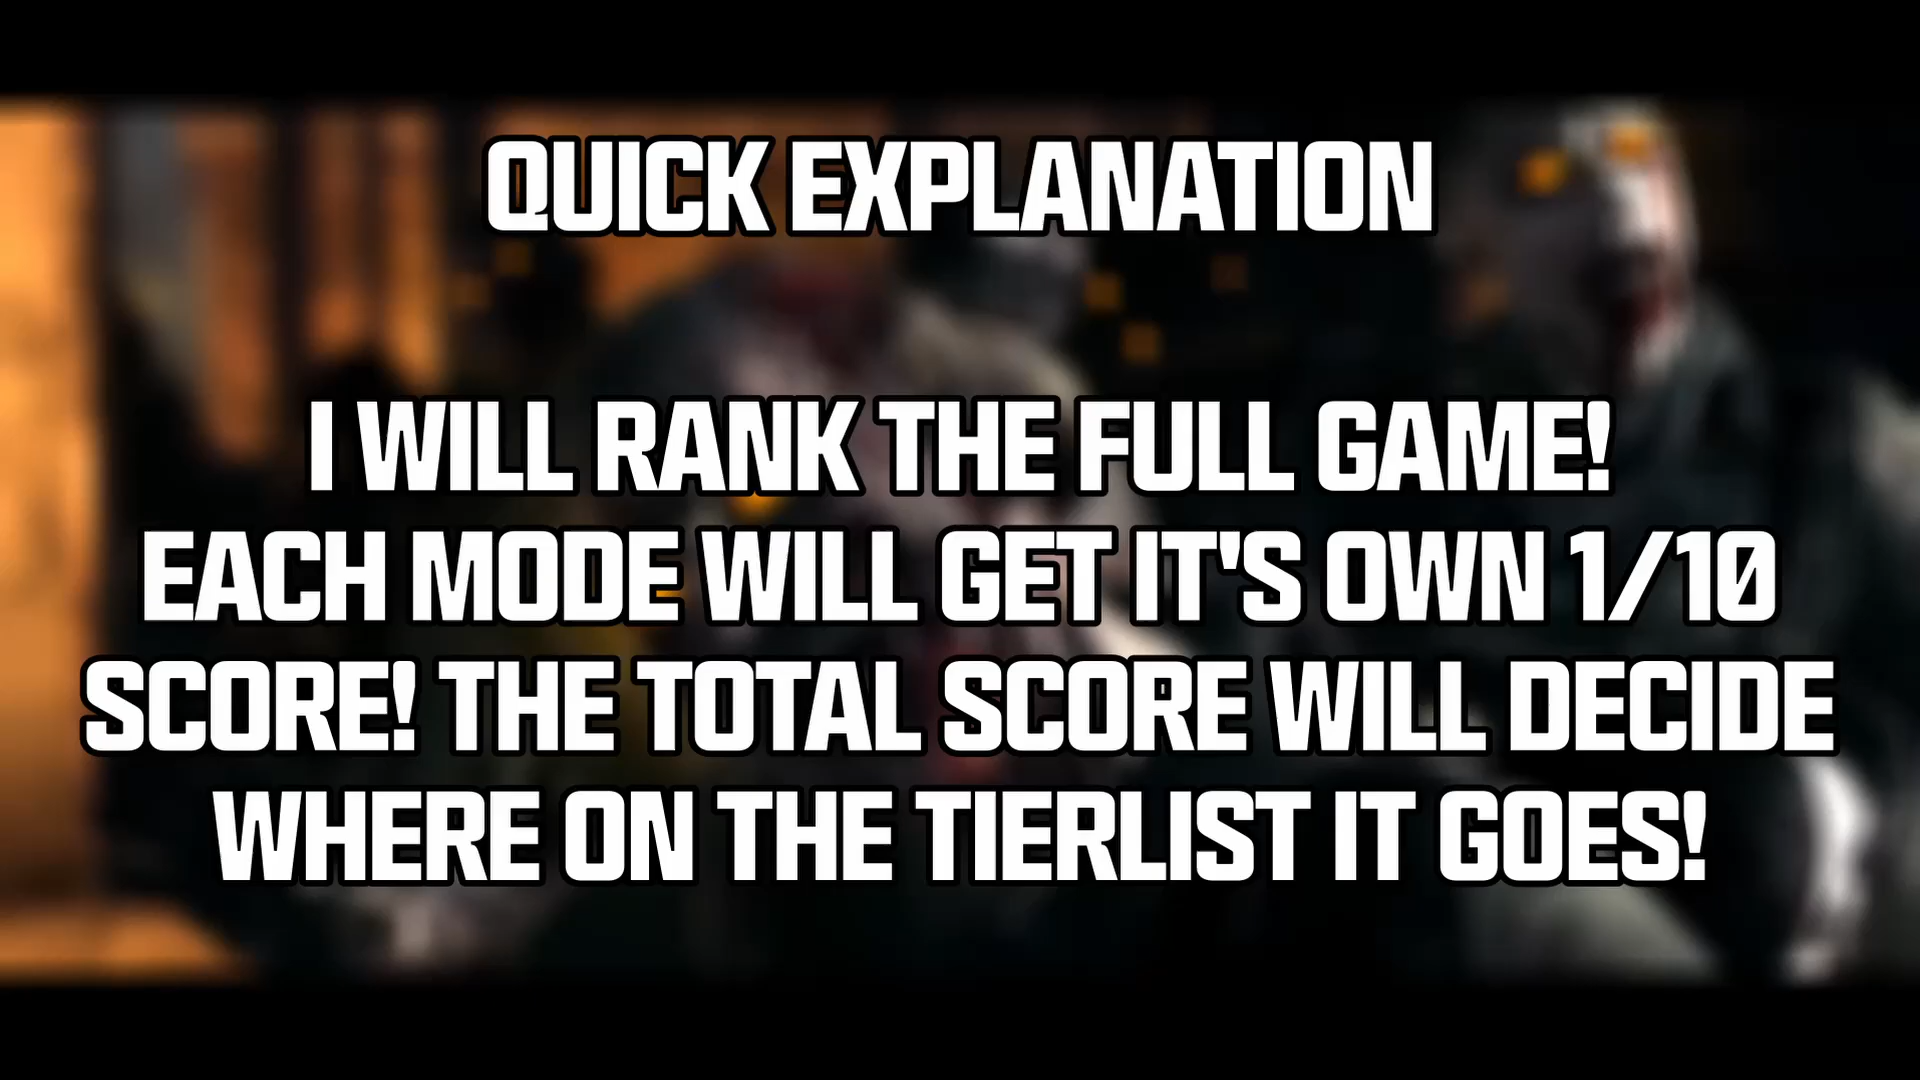 QUICK EXPLANATION
I WILL RANK THE FULL GAME!
EACH MODE WILL GET IT'S OWN 1/10
SCORE! THE TOTAL SCORE WILL DECIDE
WHERE ON THE TIERLIST IT GOES!